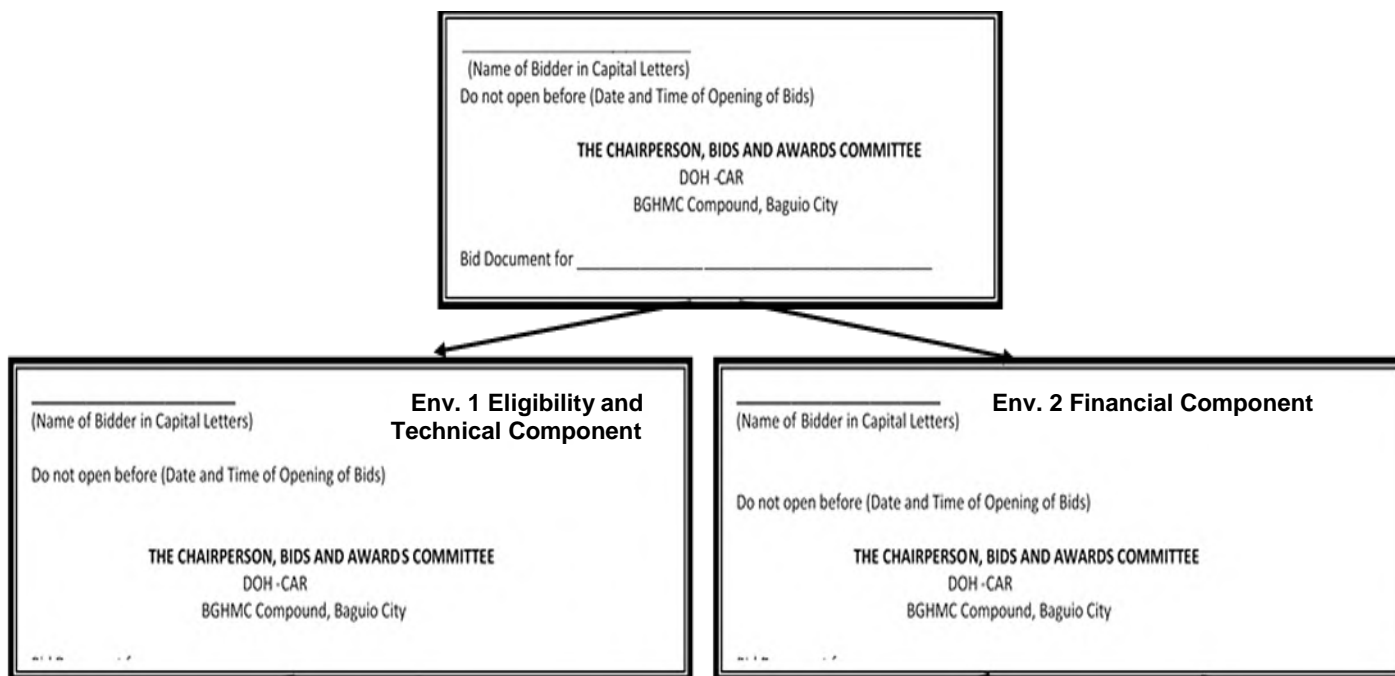 (Name of Bidder in Capital Letters)
Do not open before (Date and Time of Opening of Bids)
THE CHAIRPERSON, BIDS AND AWARDS COMMITTEE
DOH -CAR
BGHMC Compound, Baguio City
Bid Document for
Env. 1 Eligibility and
Technical Component
(Name of Bidder in Capital Letters)
Do not open before (Date and Time of Opening of Bids)
THE CHAIRPERSON, BIDS AND AWARDS COMMITTEE
DOH -CAR
BGHMC Compound, Baguio City
Env. 2 Financial Component
(Name of Bidder in Capital Letters)
Do not open before (Date and Time of Opening of Bids)
THE CHAIRPERSON, BIDS AND AWARDS COMMITTEE
DOH -CAR
BGHMC Compound, Baguio City